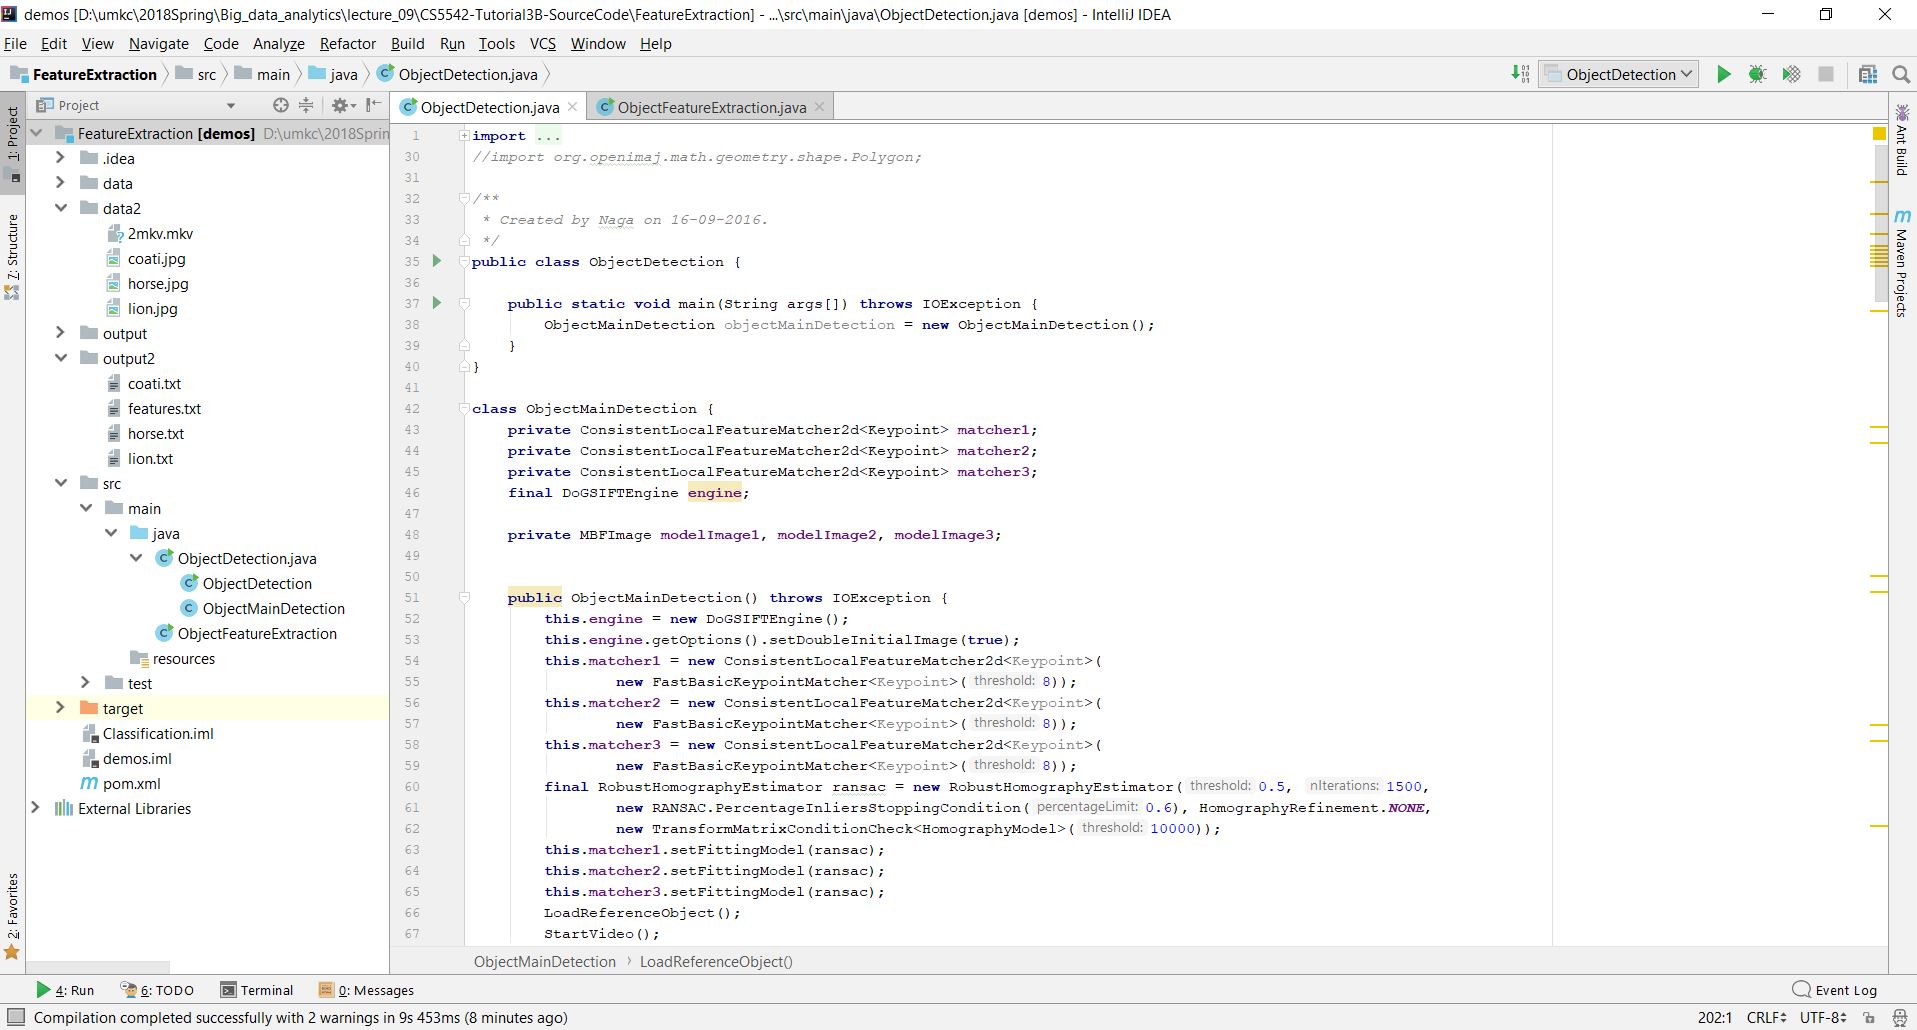 demos [D:\umkc\2018Spring\Big_data_analytics\lecture_09\CS5542-Tutorial3B-SourceCode\FeatureExtraction] - ...\src\main\java\ObjectDetection.java [demos] - IntelliJ IDEA
File Edit View Navigate Code Analyze Refactor Build Run Tools VCS Window Help
FeatureExtraction src main java ObjectDetection.java
ObjectDetection
Project
ObjectDetection.java ObjectFeatureExtraction.java
1: Project
7: Structure
2: Favorites
FeatureExtraction [demos] D:\umkc\2018Sprin
.idea
data
data2
2mkv.mkv
coati.jpg
horse.jpg
lion.jpg
output
output2
coati.txt
features.txt
horse.txt
lion.txt
src
main
java
ObjectDetection.java
ObjectDetection
ObjectMainDetection
ObjectFeatureExtraction
resources
test
target
Classification.iml
demos.iml
pom.xml
External Libraries
1 import ...
30 //import org.openimaj.math.geometry.shape.Polygon;
31
32 /**
33 * Created by Naga on 16-09-2016.
34 */
35 public class ObjectDetection {
36
37 public static void main(String args[]) throws IOException {
38 ObjectMainDetection objectMainDetection = new ObjectMainDetection();
39 }
40 }
41
42 class ObjectMainDetection {
43 private ConsistentLocalFeatureMatcher2d<Keypoint> matcher1;
44 private ConsistentLocalFeatureMatcher2d<Keypoint> matcher2;
45 private ConsistentLocalFeatureMatcher2d<Keypoint> matcher3;
46 final DoGSIFTEngine engine;
47
48 private MBFImage modelImage1, modelImage2, modelImage3;
49
50
51 public ObjectMainDetection() throws IOException {
52 this.engine = new DoGSIFTEngine();
53 this.engine.getOptions().setDoubleInitialImage(true);
54 this.matcher1 = new ConsistentLocalFeatureMatcher2d<Keypoint>(
55 new FastBasicKeypointMatcher<Keypoint>( threshold: 8));
56 this.matcher2 = new ConsistentLocalFeatureMatcher2d<Keypoint>(
57 new FastBasicKeypointMatcher<Keypoint>( threshold: 8));
58 this.matcher3 = new ConsistentLocalFeatureMatcher2d<Keypoint>(
59 new FastBasicKeypointMatcher<Keypoint>( threshold: 8));
60 final RobustHomographyEstimator ransac = new RobustHomographyEstimator( threshold: 0.5, nIterations: 1500,
61 new RANSAC.PercentageInliersStoppingCondition( percentageLimit: 0.6), HomographyRefinement.NONE,
62 new TransformMatrixConditionCheck<HomographyModel>( threshold: 10000));
63 this.matcher1.setFittingModel(ransac);
64 this.matcher2.setFittingModel(ransac);
65 this.matcher3.setFittingModel(ransac);
66 LoadReferenceObject();
67 StartVideo();
ObjectMainDetection › LoadReferenceObject()
Ant Build
m Maven Projects
4: Run 6: TODO Terminal 0: Messages Event Log
Compilation completed successfully with 2 warnings in 9s 453ms (8 minutes ago) 202:1 CRLF UTF-8